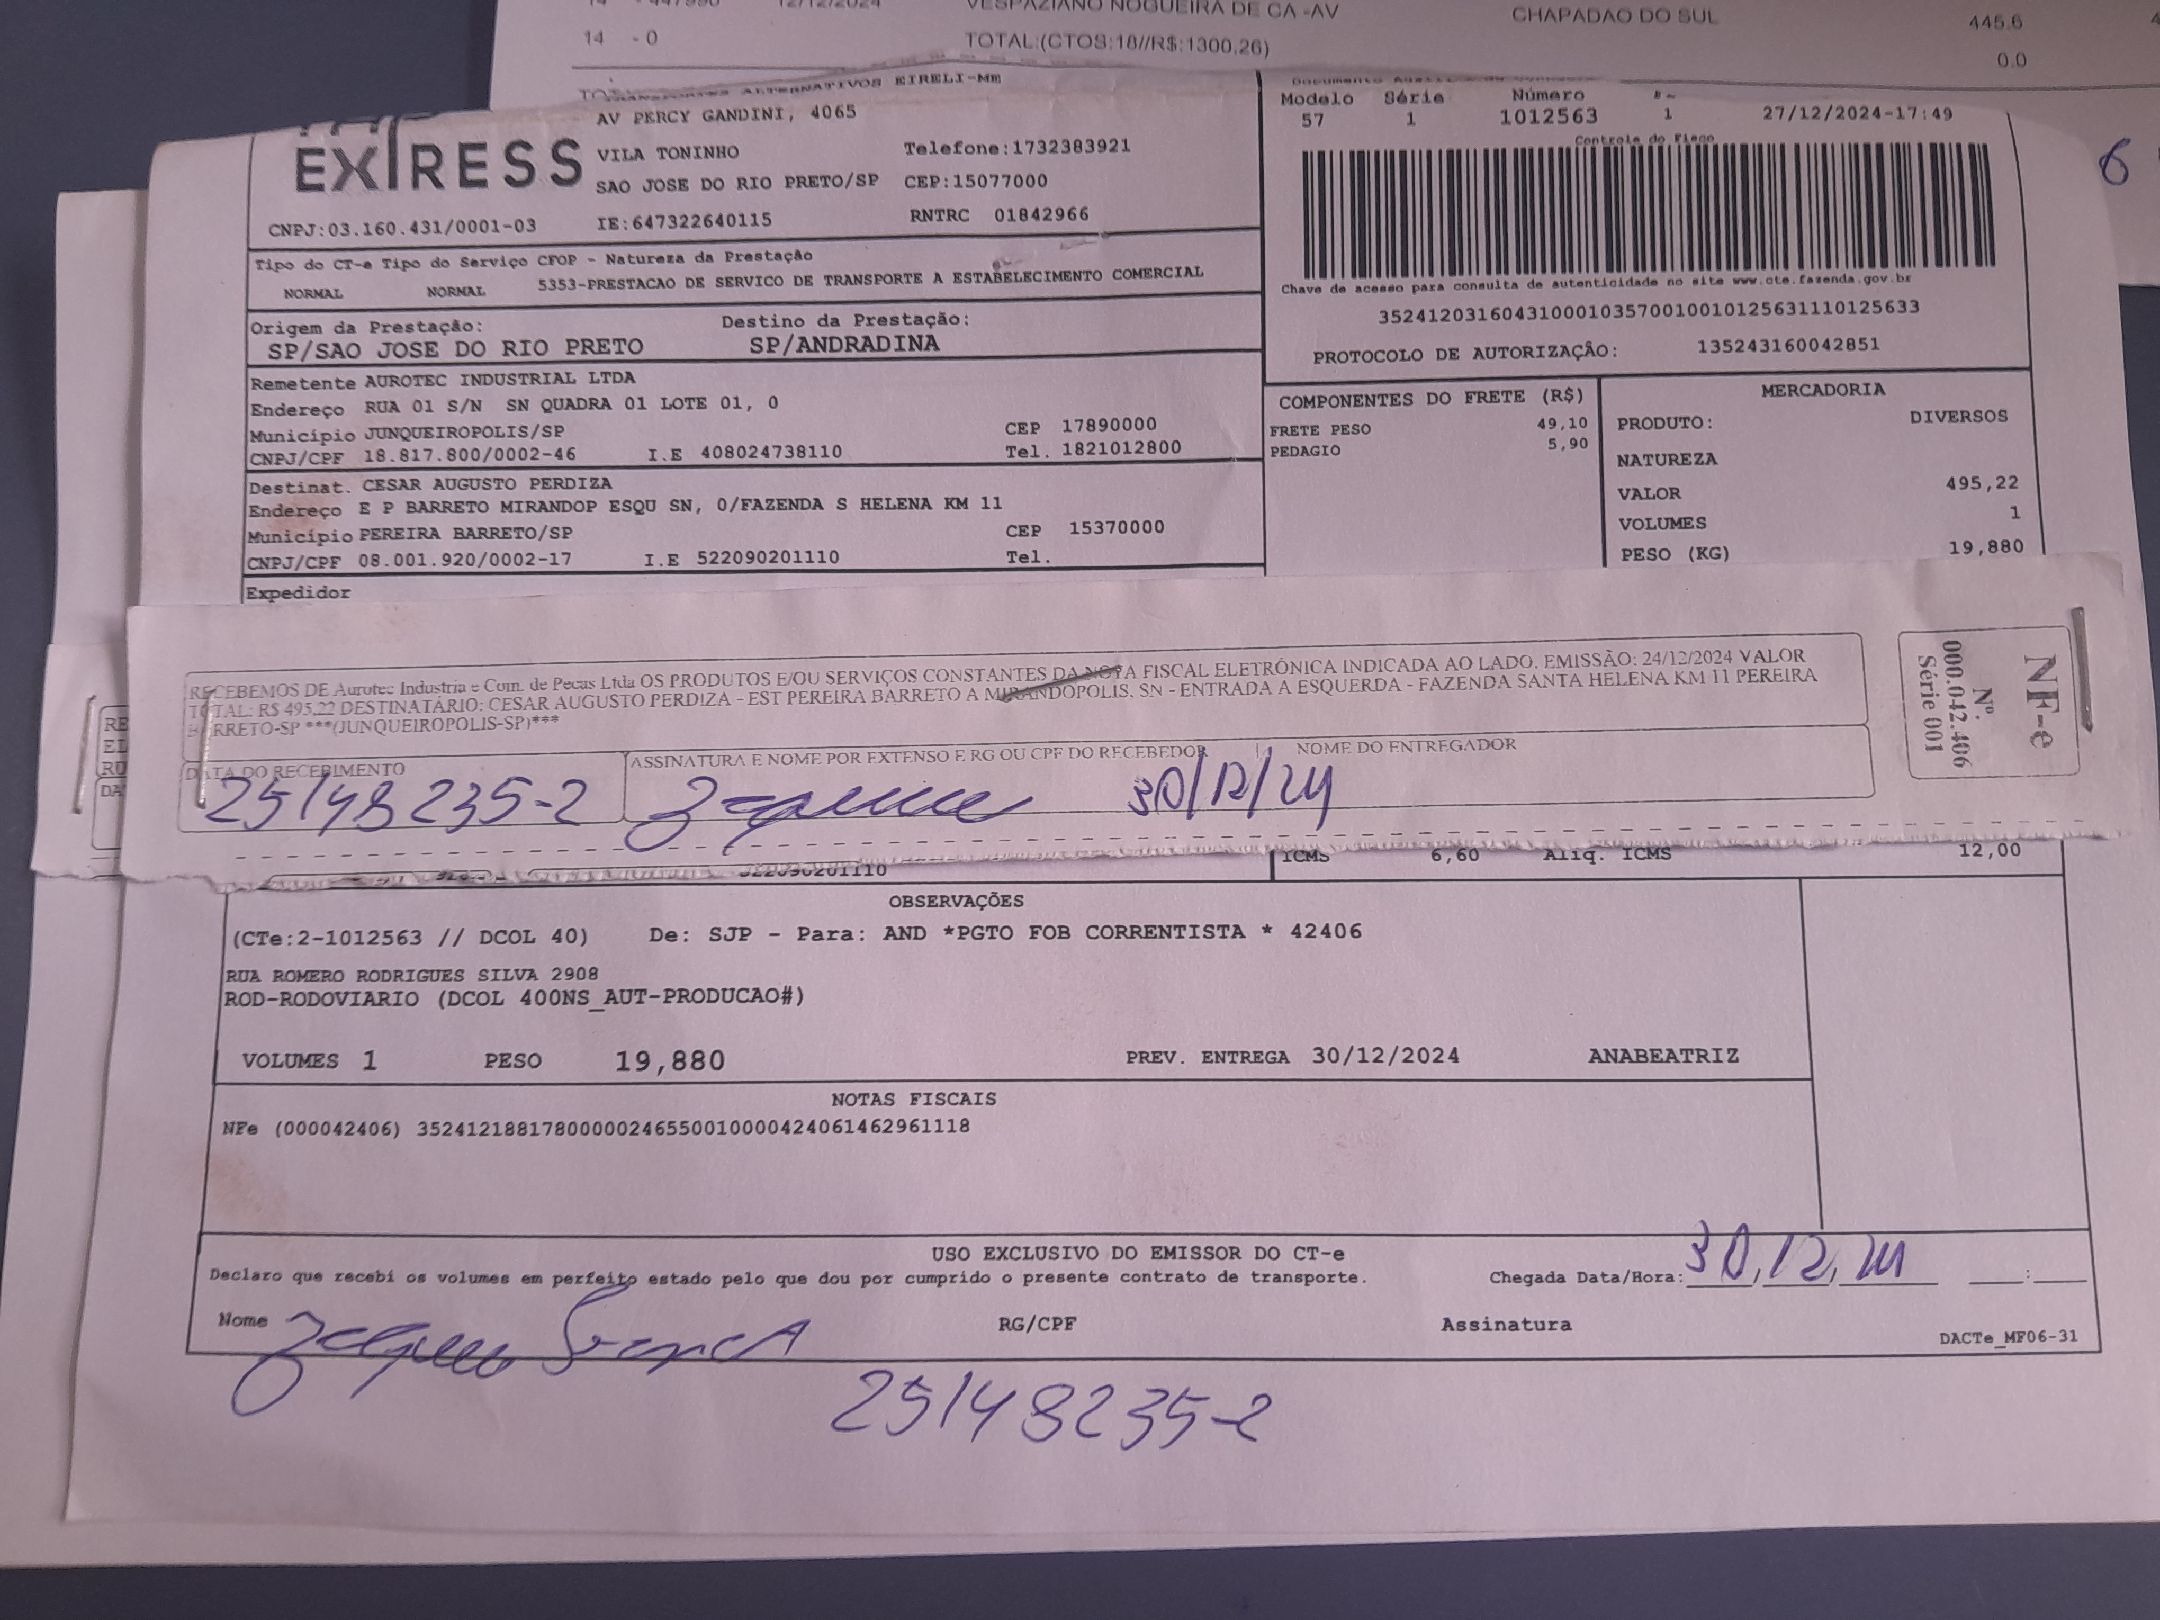 12/12/2024 VESPAZIANO NOGUEIRA DE CA -AV CHAPADAO DO SUL 445.6
14 - 0 TOTAL:(CTOS:18//R$:1300,26) 0.0
TRANSPORTES ALTERNATIVOS EIRELI-ME
AV PERCY GANDINI, 4065
EXPRESS VILA TONINHO Telefone:1732383921
SAO JOSE DO RIO PRETO/SP CEP:15077000
CNPJ:03.160.431/0001-03 IE:647322640115 RNTRC 01842966
Modelo Série Número
57 1 1012563 1 27/12/2024-17:49
Controle do Fisco
Chave de acesso para consulta de autenticidade no site www.cte.fazenda.gov.br
35241203160431000103570010010125631110125633
PROTOCOLO DE AUTORIZAÇÃO: 135243160042851
6
Tipo do CT-e Tipo do Serviço CFOP - Natureza da Prestação
NORMAL NORMAL 5353-PRESTACAO DE SERVICO DE TRANSPORTE A ESTABELECIMENTO COMERCIAL
Origem da Prestação: Destino da Prestação:
SP/SAO JOSE DO RIO PRETO SP/ANDRADINA
Remetente AUROTEC INDUSTRIAL LTDA
Endereço RUA 01 S/N SN QUADRA 01 LOTE 01, 0
Município JUNQUEIROPOLIS/SP CEP 17890000
CNPJ/CPF 18.817.800/0002-46 I.E 408024738110 Tel. 1821012800
Destinat. CESAR AUGUSTO PERDIZA
Endereço E P BARRETO MIRANDOP ESQU SN, 0/FAZENDA S HELENA KM 11
Município PEREIRA BARRETO/SP CEP 15370000
CNPJ/CPF 08.001.920/0002-17 I.E 522090201110 Tel.
Expedidor
COMPONENTES DO FRETE (R$)
FRETE PESO 49,10
PEDAGIO 5,90
MERCADORIA
PRODUTO: DIVERSOS
NATUREZA
VALOR 495,22
VOLUMES 1
PESO (KG) 19,880
RECEBEMOS DE Aurotec Industria e Com. de Pecas Ltda OS PRODUTOS E/OU SERVIÇOS CONSTANTES DA NOTA FISCAL ELETRÔNICA INDICADA AO LADO. EMISSÃO: 24/12/2024 VALOR
TOTAL: R$ 495,22 DESTINATÁRIO: CESAR AUGUSTO PERDIZA - EST PEREIRA BARRETO A MIRANDOPOLIS, SN - ENTRADA A ESQUERDA - FAZENDA SANTA HELENA KM 11 PEREIRA
BARRETO-SP ***(JUNQUEIROPOLIS-SP)***
DATA DO RECEBIMENTO ASSINATURA E NOME POR EXTENSO E RG OU CPF DO RECEBEDOR NOME DO ENTREGADOR
25148235-2 30/12/24
NF-e
Nº.
000.042.406
Série 001
522090201110 ICMS 6,60 Aliq. ICMS 12,00
OBSERVAÇÕES
(CTe:2-1012563 // DCOL 40) De: SJP - Para: AND *PGTO FOB CORRENTISTA * 42406
RUA ROMERO RODRIGUES SILVA 2908
ROD-RODOVIARIO (DCOL 400NS_AUT-PRODUCAO#)
VOLUMES 1 PESO 19,880 PREV. ENTREGA 30/12/2024 ANABEATRIZ
NOTAS FISCAIS
NFe (000042406) 35241218817800000246550010000424061462961118
USO EXCLUSIVO DO EMISSOR DO CT-e
Declaro que recebi os volumes em perfeito estado pelo que dou por cumprido o presente contrato de transporte. Chegada Data/Hora: 30,12,24 __:__
Nome RG/CPF Assinatura
DACTe_MF06-31
25148235-2